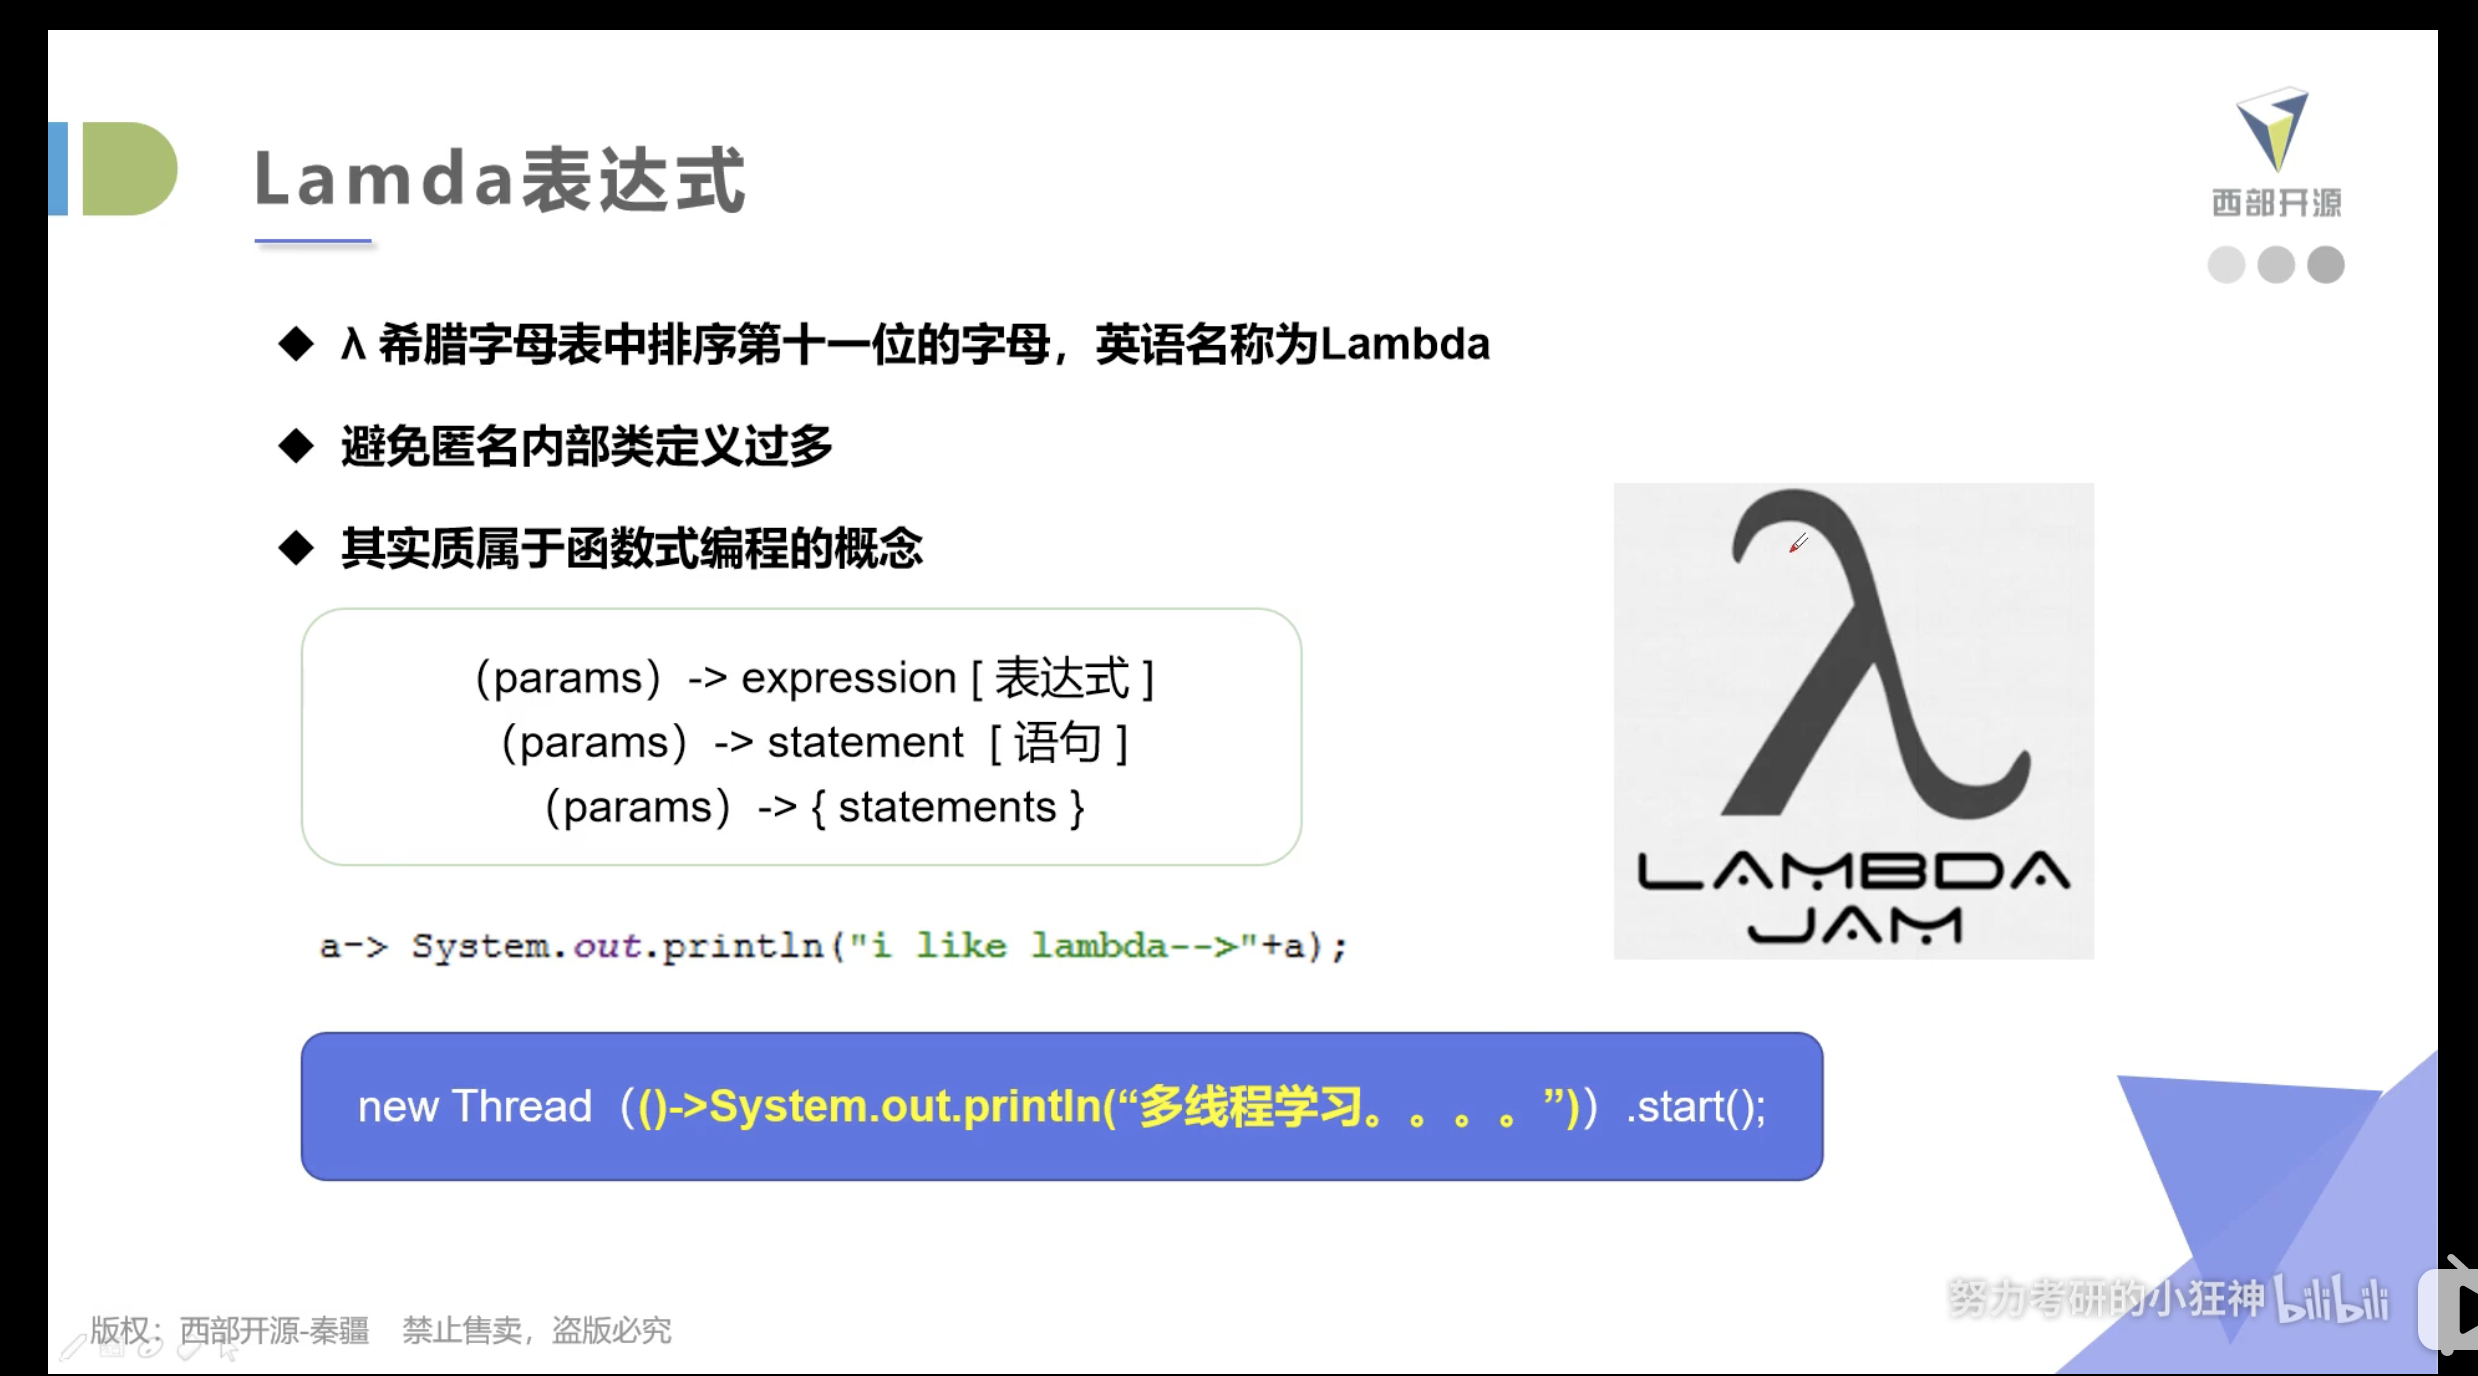 Lamda表达式
西部开源
λ 希腊字母表中排序第十一位的字母，英语名称为Lambda
避免匿名内部类定义过多
其实质属于函数式编程的概念
（params）-> expression [ 表达式 ]
（params）-> statement [ 语句 ]
（params）-> { statements }
LAMBDA
JAM
a-> System.out.println("i like lambda-->"+a);
new Thread（()->System.out.println(“多线程学习。。。。”)）.start();
努力考研的小狂神 bilibili
版权：西部开源-秦疆 禁止售卖，盗版必究